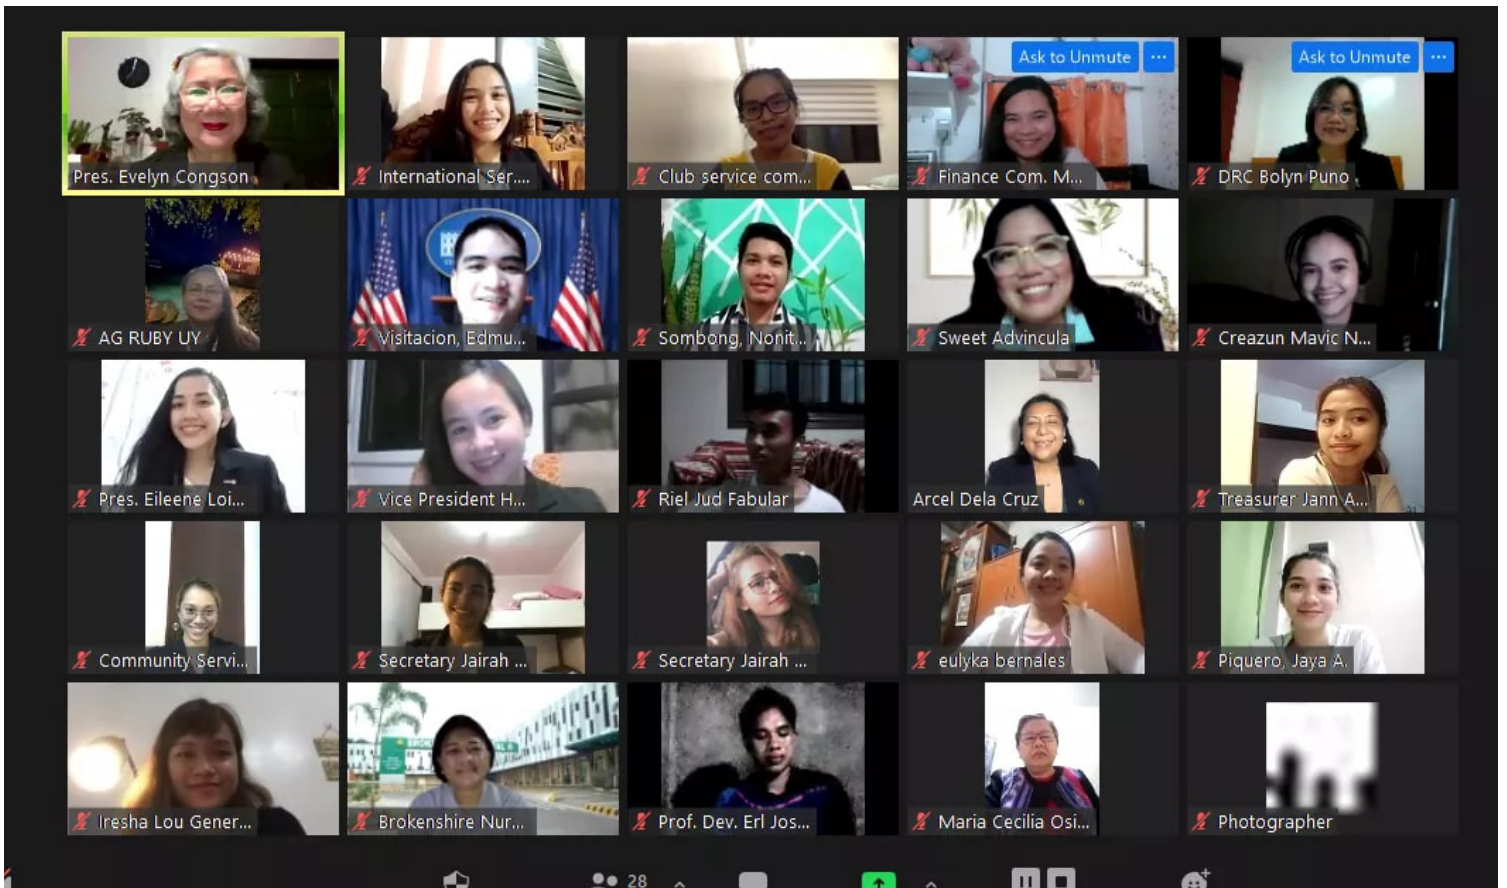 Ask to Unmute
Ask to Unmute
Pres. Evelyn Congson
International Ser....
Club service com...
Finance Com. M...
DRC Bolyn Puno
AG RUBY UY
Visitacion, Edmu...
Sombong, Nonit...
Sweet Advincula
Creazun Mavic N...
Pres. Eileene Loi...
Vice President H...
Riel Jud Fabular
Arcel Dela Cruz
Treasurer Jann A...
Community Servi...
Secretary Jairah ...
Secretary Jairah ...
eulyka bernales
Piquero, Jaya A.
Iresha Lou Gener...
Brokenshire Nur...
Prof. Dev. Erl Jos...
Maria Cecilia Osi...
Photographer
28